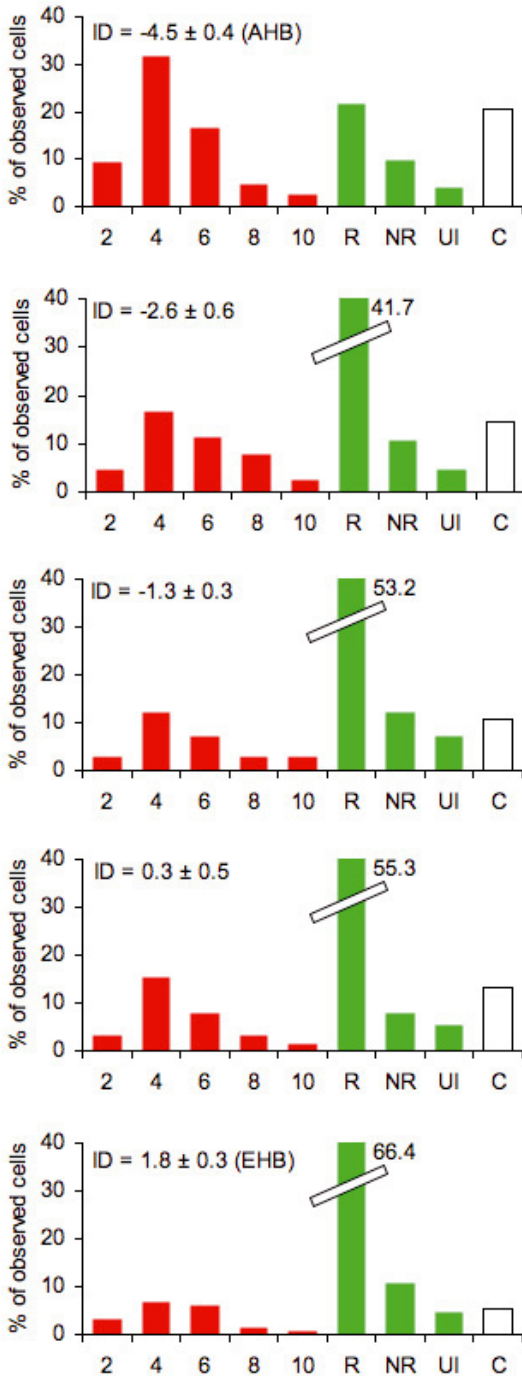 40
ID = -4.5 ± 0.4 (AHB)
30
20
10
0
% of observed cells
2 4 6 8 10 R NR UI C
40
ID = -2.6 ± 0.6
41.7
30
20
10
0
% of observed cells
2 4 6 8 10 R NR UI C
40
ID = -1.3 ± 0.3
53.2
30
20
10
0
% of observed cells
2 4 6 8 10 R NR UI C
40
ID = 0.3 ± 0.5
55.3
30
20
10
0
% of observed cells
2 4 6 8 10 R NR UI C
40
ID = 1.8 ± 0.3 (EHB)
66.4
30
20
10
0
% of observed cells
2 4 6 8 10 R NR UI C